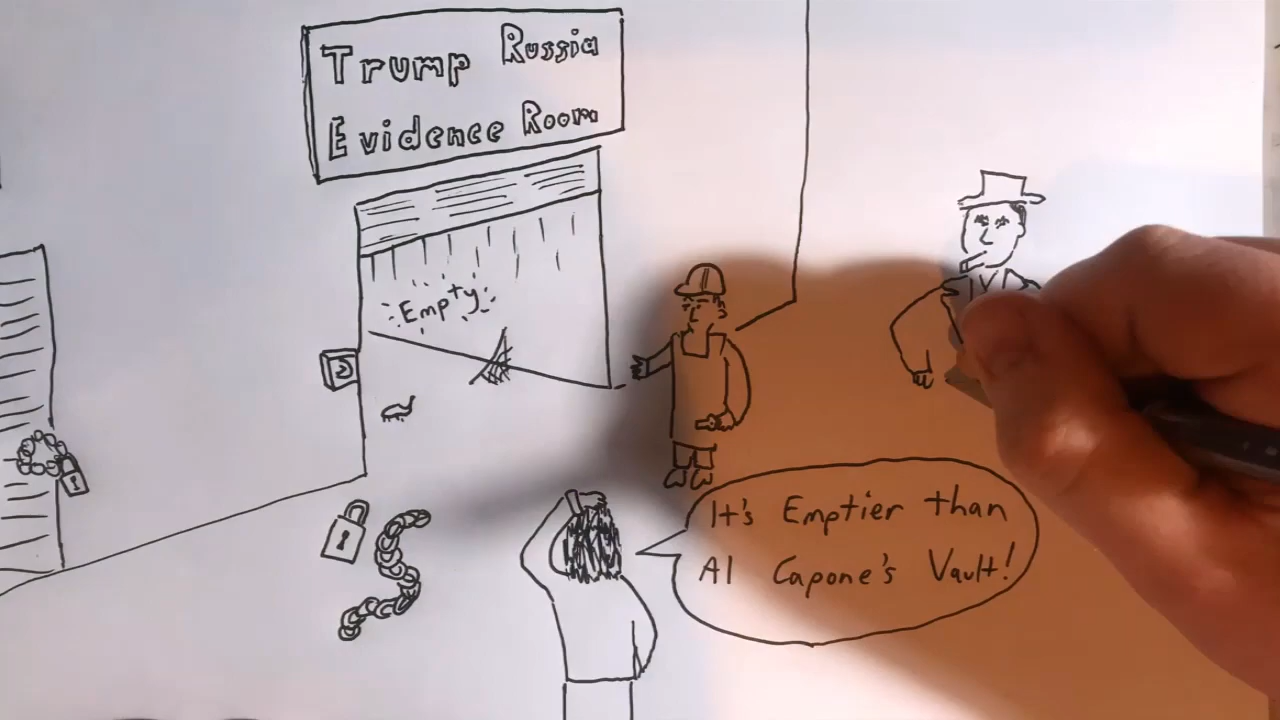 Trump Russia
Evidence Room
Empty
It's Emptier than
Al Capone's Vault!